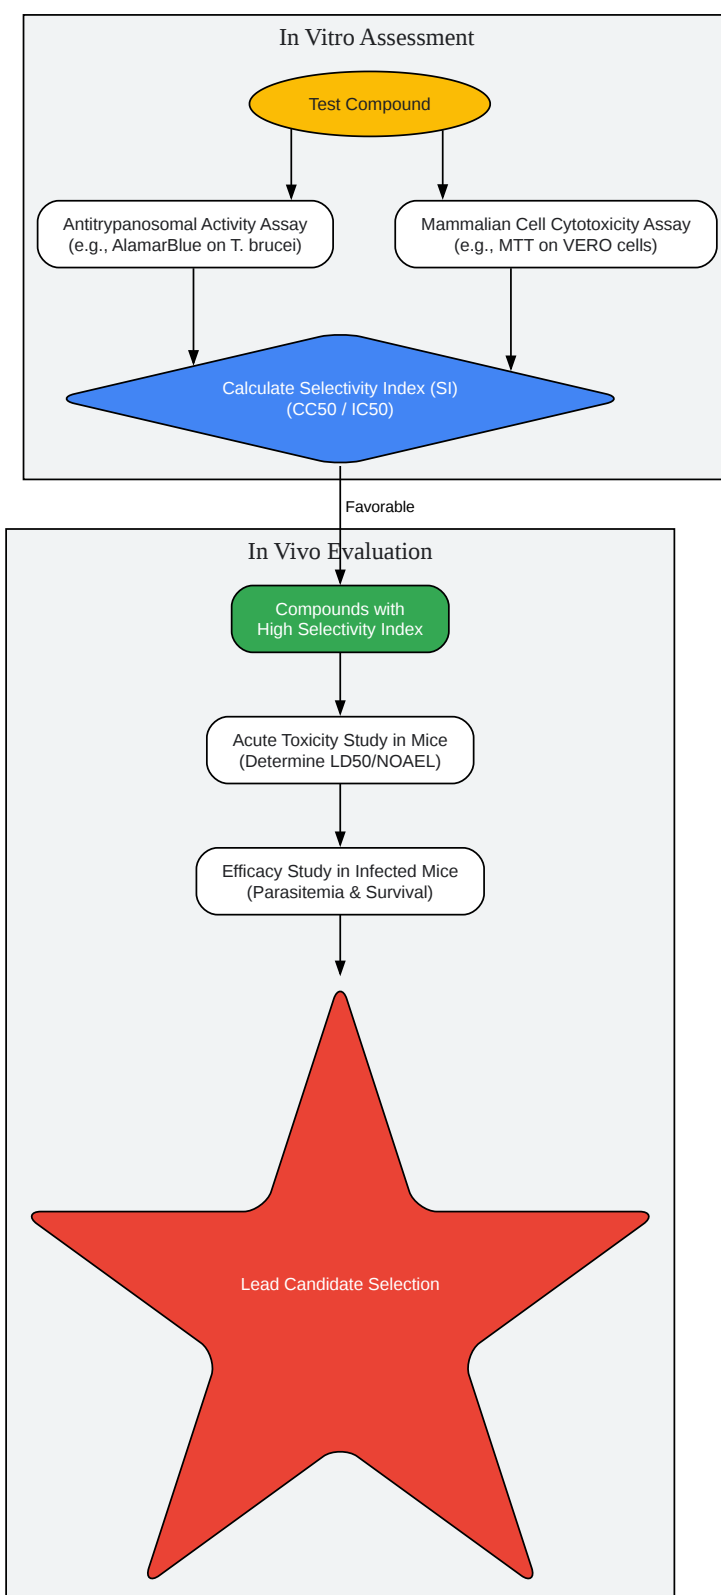 In Vitro Assessment
Test Compound
Antitrypanosomal Activity Assay
(e.g., AlamarBlue on T. brucei)
Mammalian Cell Cytotoxicity Assay
(e.g., MTT on VERO cells)
Calculate Selectivity Index (SI)
(CC50 / IC50)
Favorable
In Vivo Evaluation
Compounds with
High Selectivity Index
Acute Toxicity Study in Mice
(Determine LD50/NOAEL)
Efficacy Study in Infected Mice
(Parasitemia & Survival)
Lead Candidate Selection